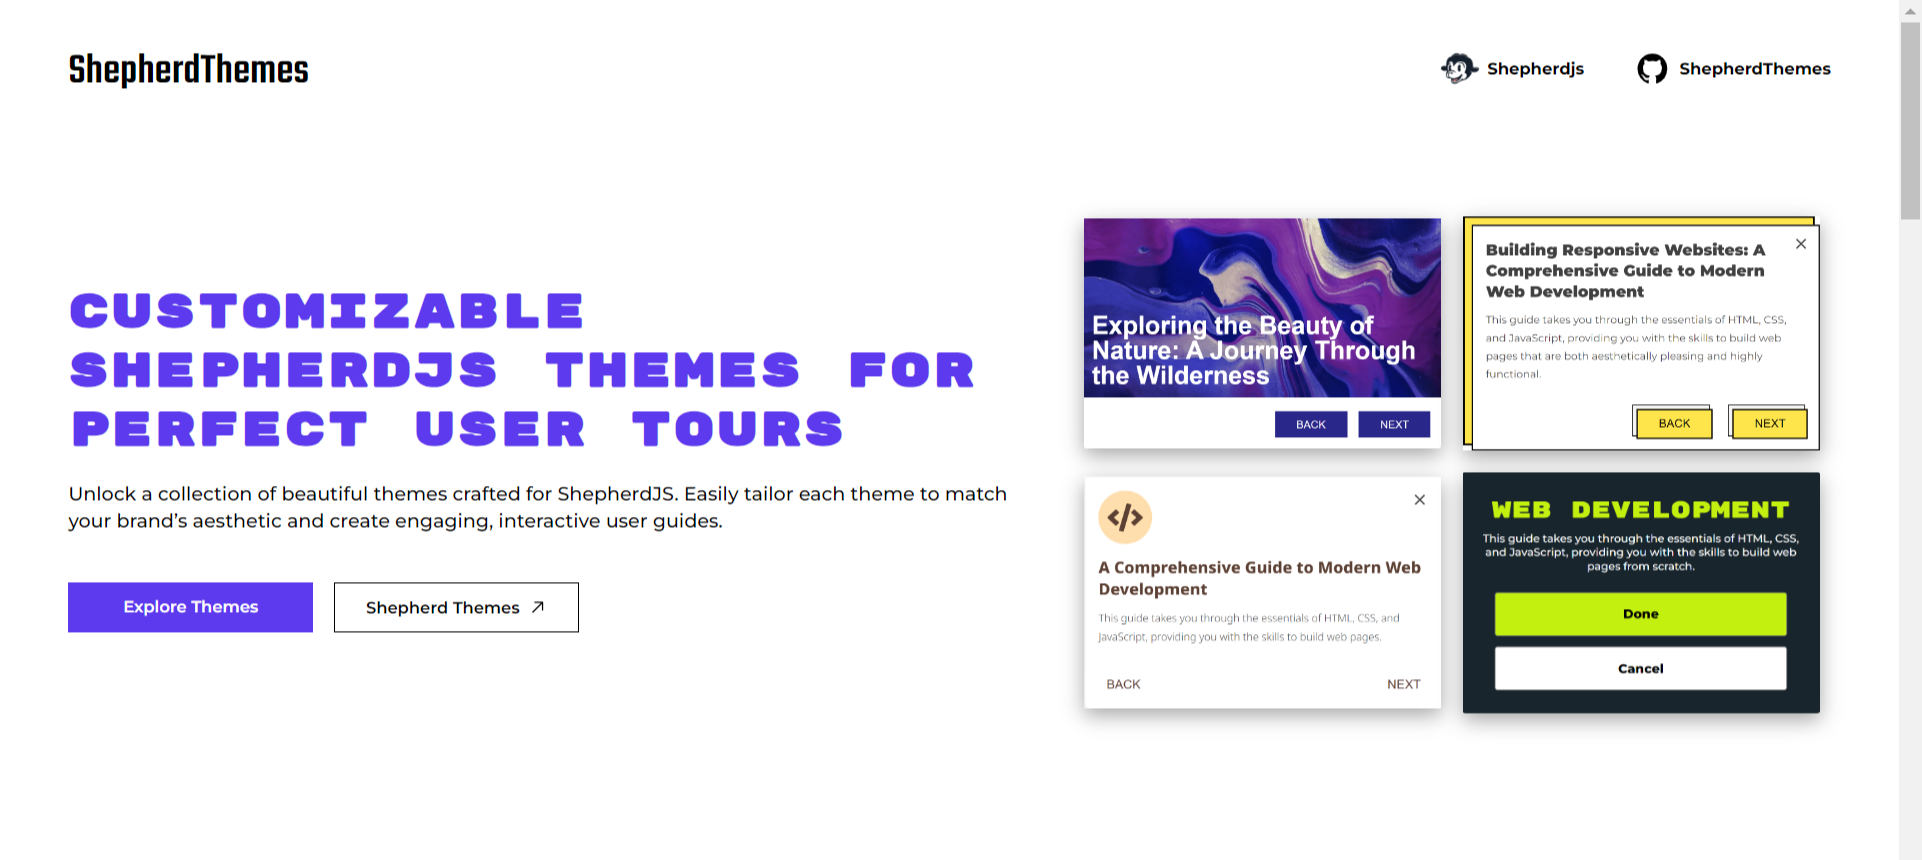 ShepherdThemes
Shepherdjs
ShepherdThemes
CUSTOMIZABLE
SHEPHERDJS THEMES FOR
PERFECT USER TOURS
Unlock a collection of beautiful themes crafted for ShepherdJS. Easily tailor each theme to match
your brand’s aesthetic and create engaging, interactive user guides.
Explore Themes
Shepherd Themes
Exploring the Beauty of
Nature: A Journey Through
the Wilderness
BACK
NEXT
Building Responsive Websites: A
Comprehensive Guide to Modern
Web Development
This guide takes you through the essentials of HTML, CSS,
and JavaScript, providing you with the skills to build web
pages that are both aesthetically pleasing and highly
functional.
BACK
NEXT
</>
A Comprehensive Guide to Modern Web
Development
This guide takes you through the essentials of HTML, CSS, and
JavaScript, providing you with the skills to build web pages.
BACK
NEXT
WEB DEVELOPMENT
This guide takes you through the essentials of HTML, CSS,
and JavaScript, providing you with the skills to build web
pages from scratch.
Done
Cancel